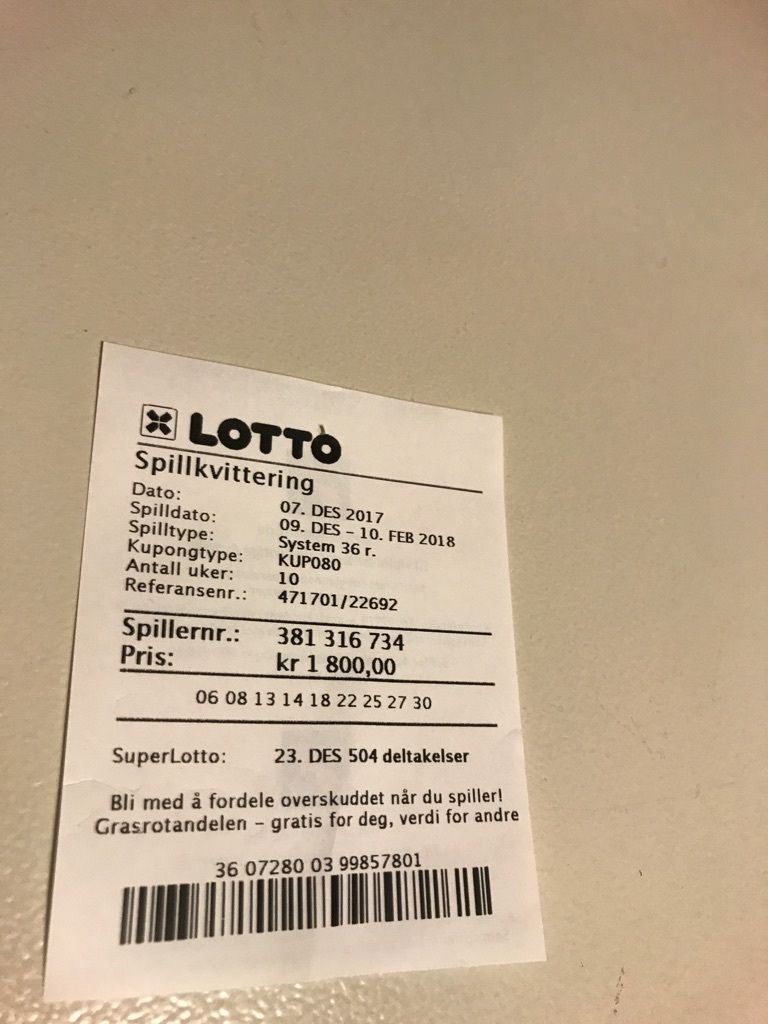 LOTTO
Spillkvittering
Dato: 07. DES 2017
Spilldato: 09. DES - 10. FEB 2018
Spilltype: System 36 r.
Kupongtype: KUP080
Antall uker: 10
Referansenr.: 471701/22692
Spillernr.: 381 316 734
Pris: kr 1 800,00
06 08 13 14 18 22 25 27 30
SuperLotto: 23. DES 504 deltakelser
Bli med å fordele overskuddet når du spiller!
Grasrotandelen - gratis for deg, verdi for andre
36 07280 03 99857801